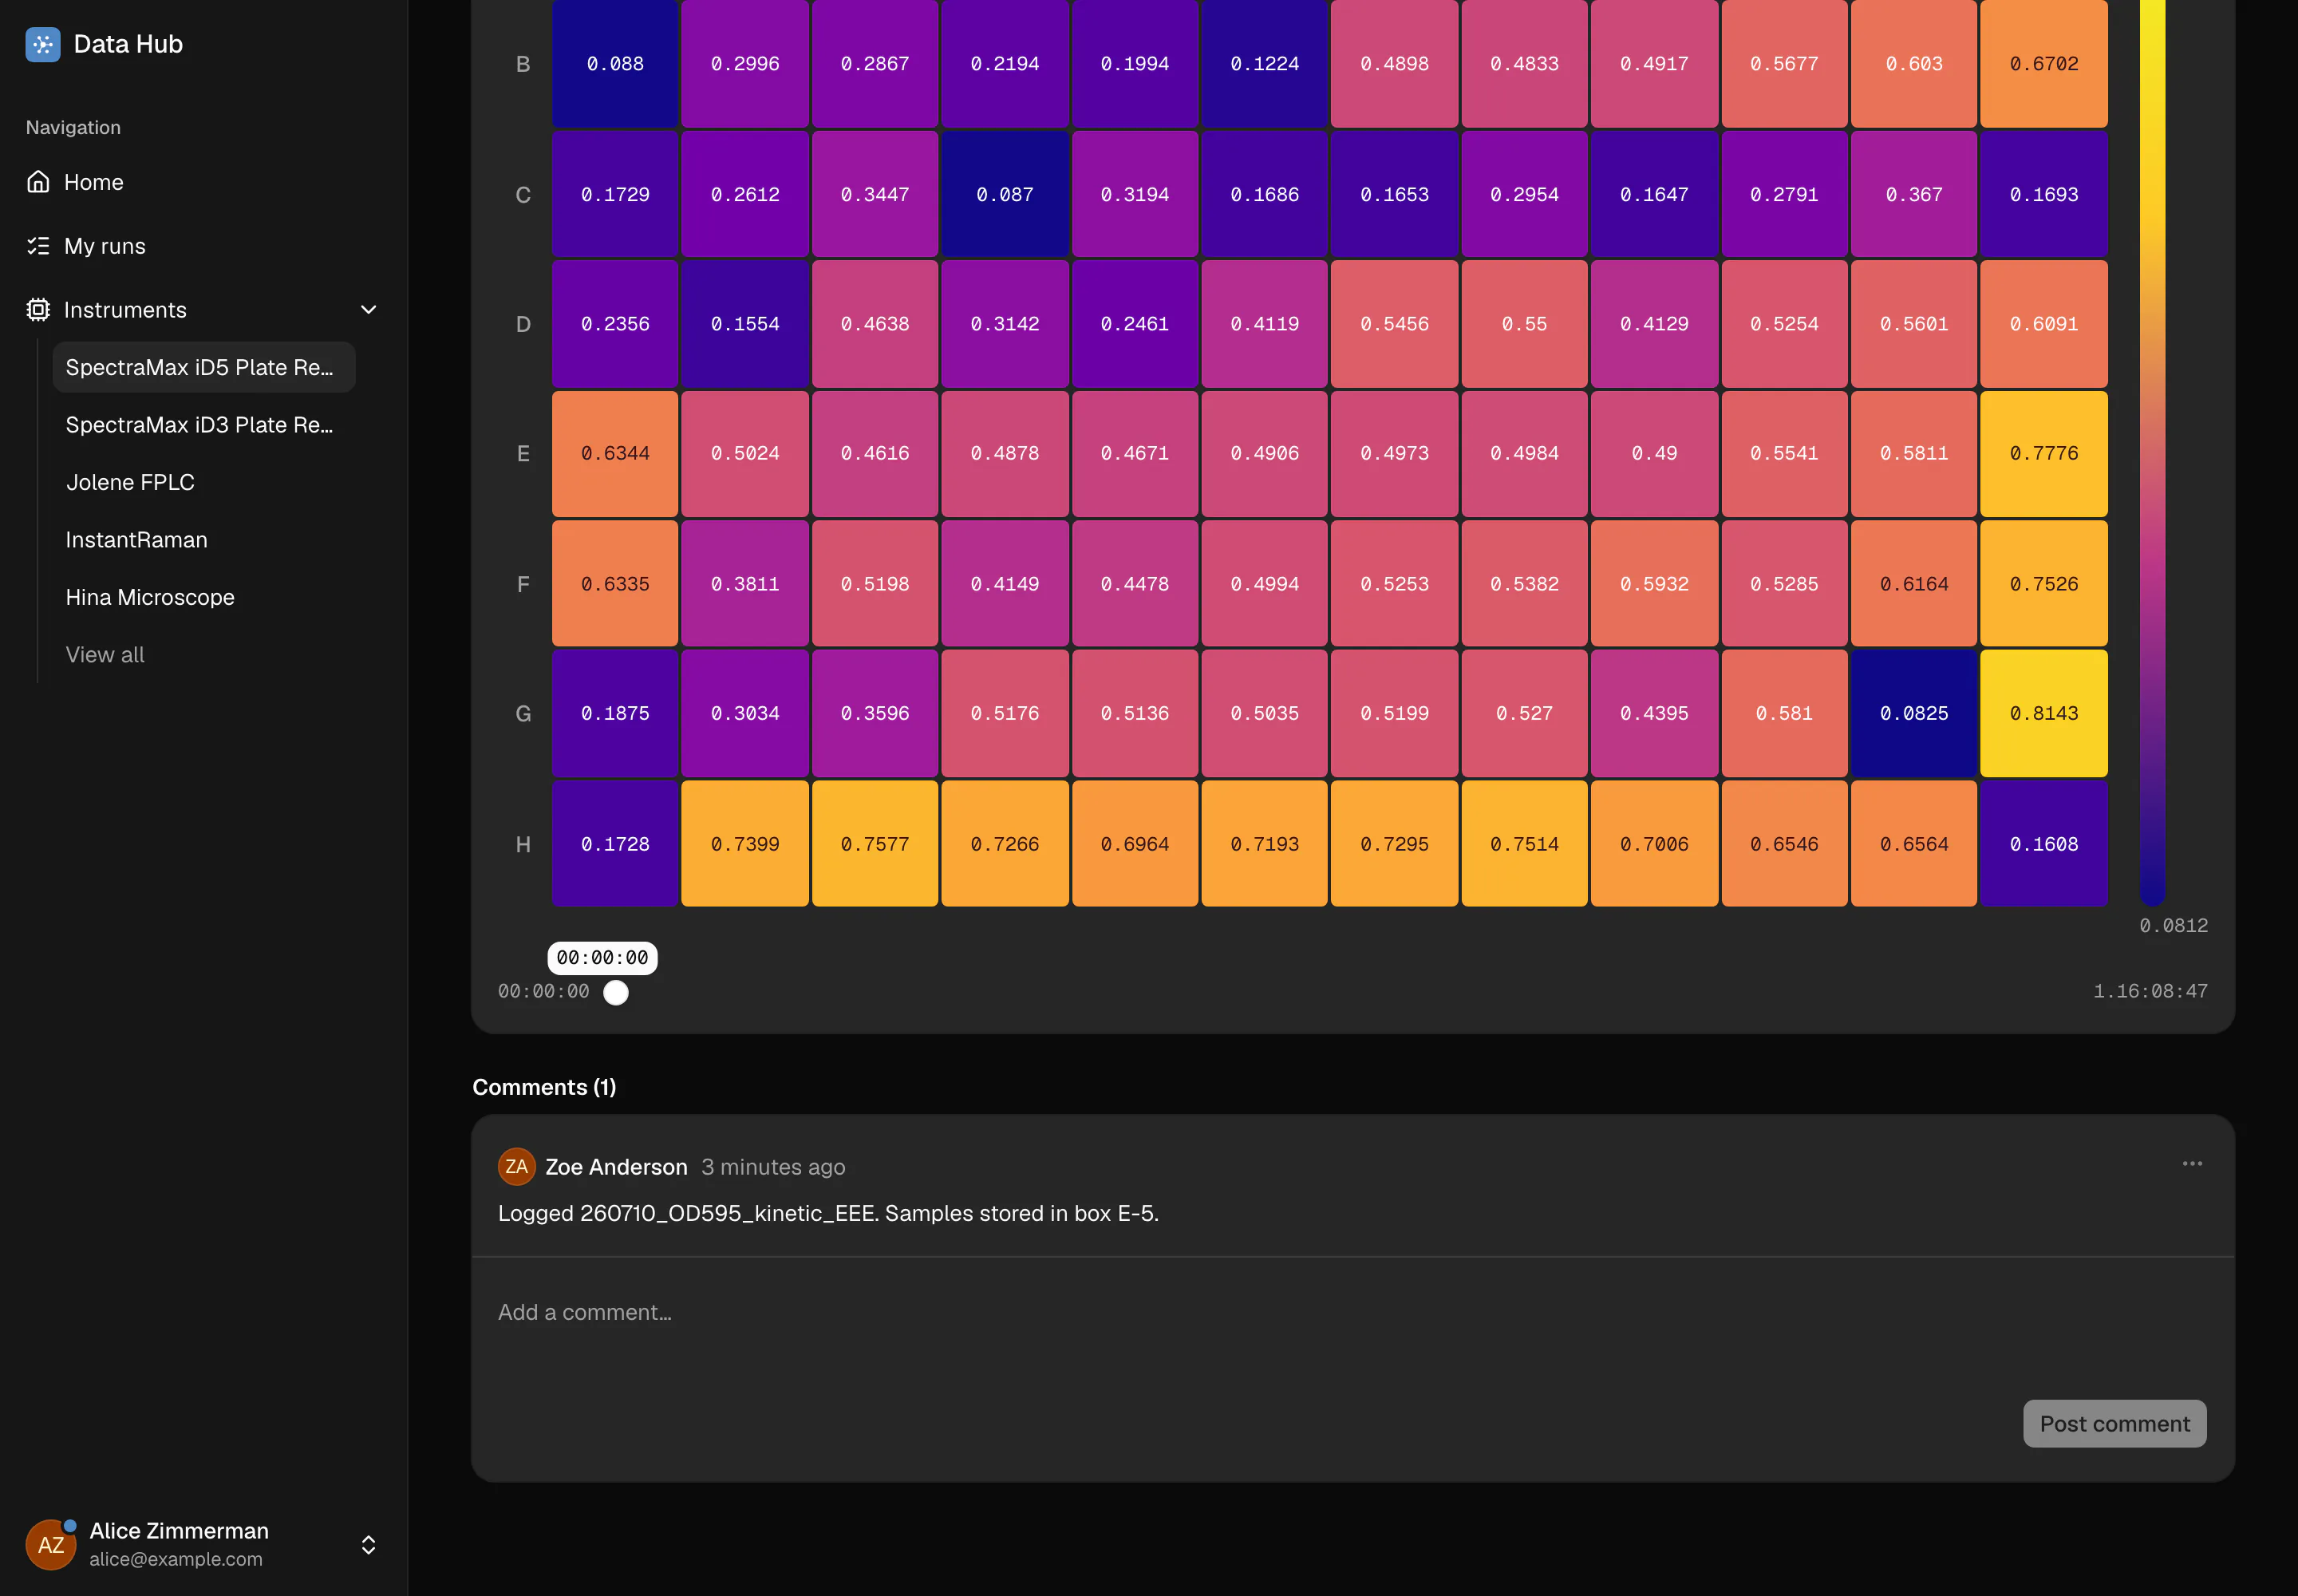 Data Hub
Navigation
Home
My runs
Instruments
SpectraMax iD5 Plate Re...
SpectraMax iD3 Plate Re...
Jolene FPLC
InstantRaman
Hina Microscope
View all
AZ
Alice Zimmerman
alice@example.com
B 0.088 0.2996 0.2867 0.2194 0.1994 0.1224 0.4898 0.4833 0.4917 0.5677 0.603 0.6702
C 0.1729 0.2612 0.3447 0.087 0.3194 0.1686 0.1653 0.2954 0.1647 0.2791 0.367 0.1693
D 0.2356 0.1554 0.4638 0.3142 0.2461 0.4119 0.5456 0.55 0.4129 0.5254 0.5601 0.6091
E 0.6344 0.5024 0.4616 0.4878 0.4671 0.4906 0.4973 0.4984 0.49 0.5541 0.5811 0.7776
F 0.6335 0.3811 0.5198 0.4149 0.4478 0.4994 0.5253 0.5382 0.5932 0.5285 0.6164 0.7526
G 0.1875 0.3034 0.3596 0.5176 0.5136 0.5035 0.5199 0.527 0.4395 0.581 0.0825 0.8143
H 0.1728 0.7399 0.7577 0.7266 0.6964 0.7193 0.7295 0.7514 0.7006 0.6546 0.6564 0.1608
0.0812
00:00:00
00:00:00 1.16:08:47
Comments (1)
ZA Zoe Anderson 3 minutes ago
Logged 260710_OD595_kinetic_EEE. Samples stored in box E-5.
Add a comment...
Post comment